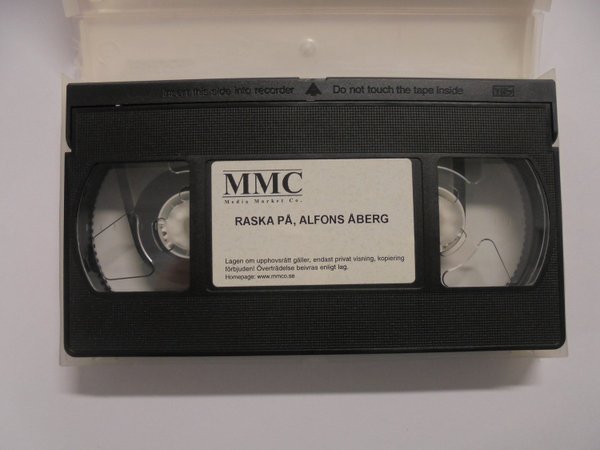 Insert this side into recorder Do not touch the tape inside VHS
MMC
Media Market Co.
RASKA PÅ, ALFONS ÅBERG
Lagen om upphovsrätt gäller, endast privat visning, kopiering
förbjuden! Överträdelse beivras enligt lag.
Homepage: www.mmco.se